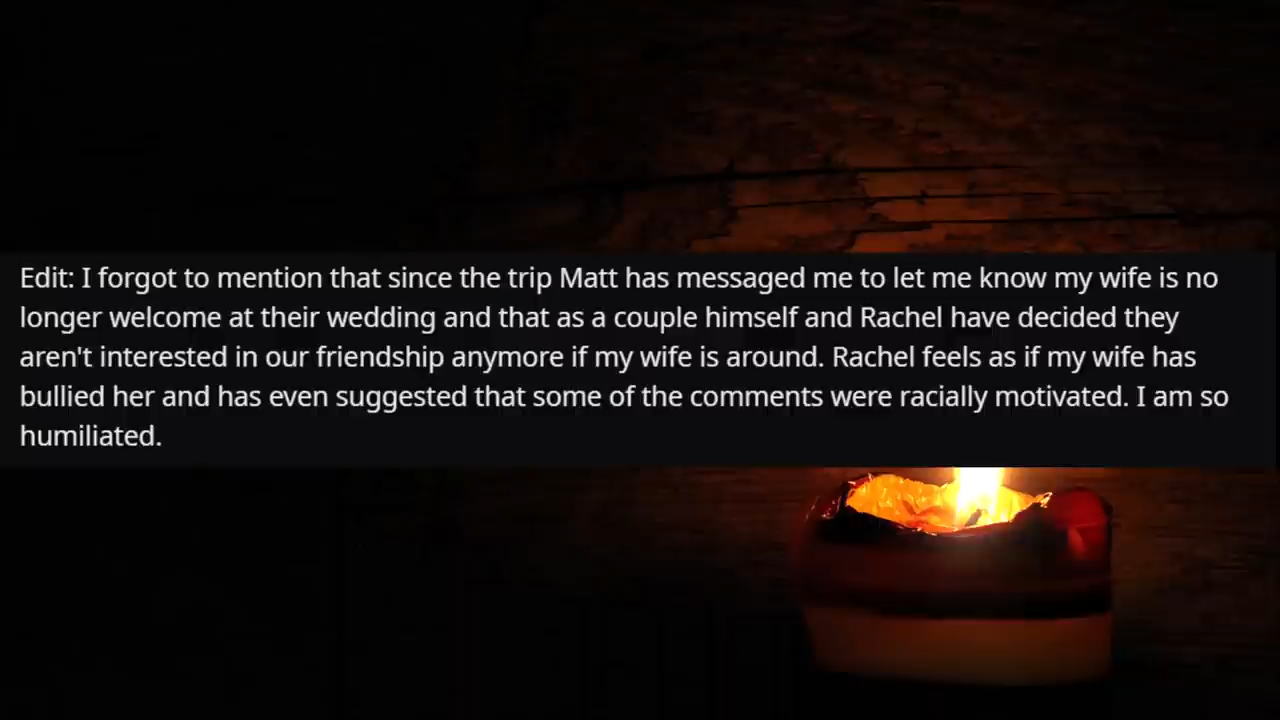 Edit: I forgot to mention that since the trip Matt has messaged me to let me know my wife is no
longer welcome at their wedding and that as a couple himself and Rachel have decided they
aren't interested in our friendship anymore if my wife is around. Rachel feels as if my wife has
bullied her and has even suggested that some of the comments were racially motivated. I am so
humiliated.